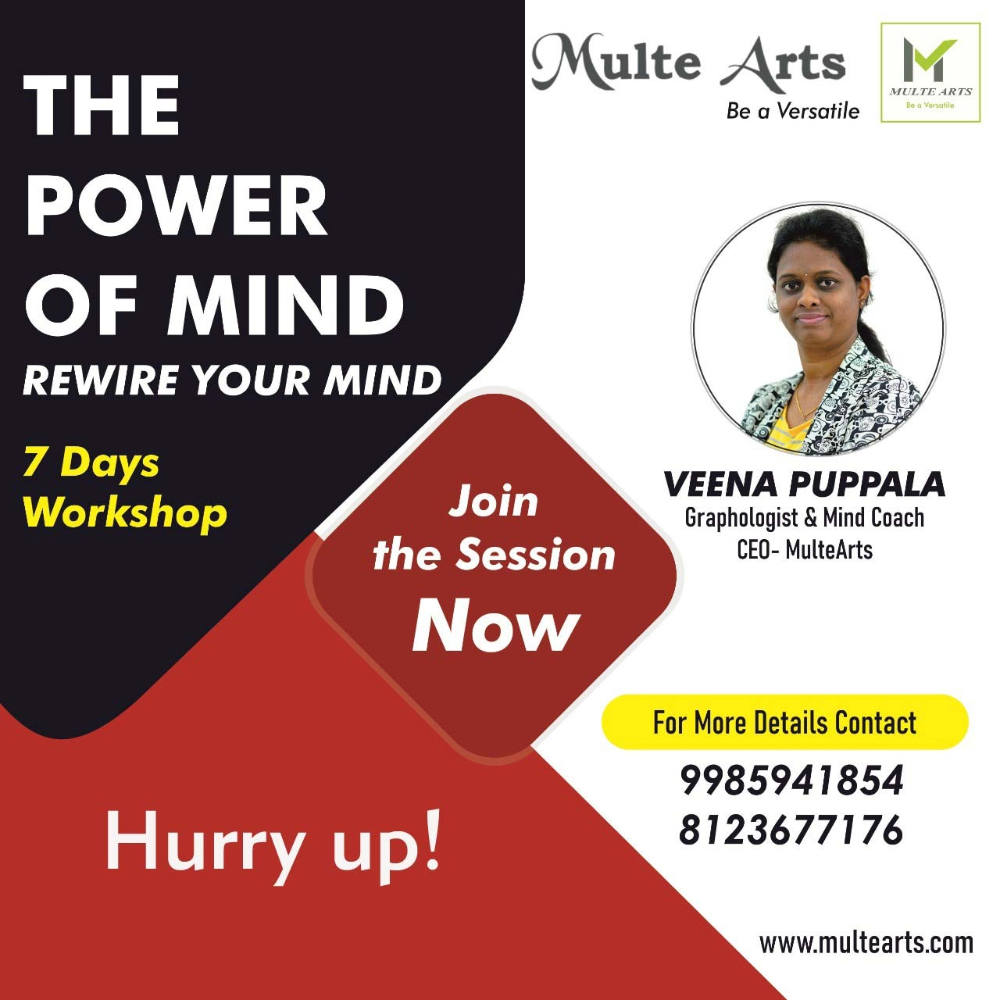 Multe Arts
Be a Versatile
MULTE ARTS
Be a Versatile
THE
POWER
OF MIND
REWIRE YOUR MIND
7 Days
Workshop
Join
the Session
Now
VEENA PUPPALA
Graphologist & Mind Coach
CEO- MulteArts
For More Details Contact
9985941854
8123677176
Hurry up!
www.multearts.com